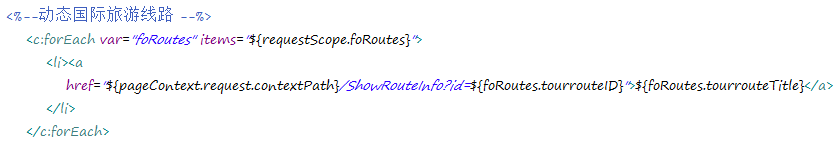 <%--动态国际旅游线路 --%>
<c:forEach var="foRoutes" items="${requestScope.foRoutes}">
<li><a
href="${pageContext.request.contextPath}/ShowRouteInfo?id=${foRoutes.tourrouteID}">${foRoutes.tourrouteTitle}</a>
</li>
</c:forEach>